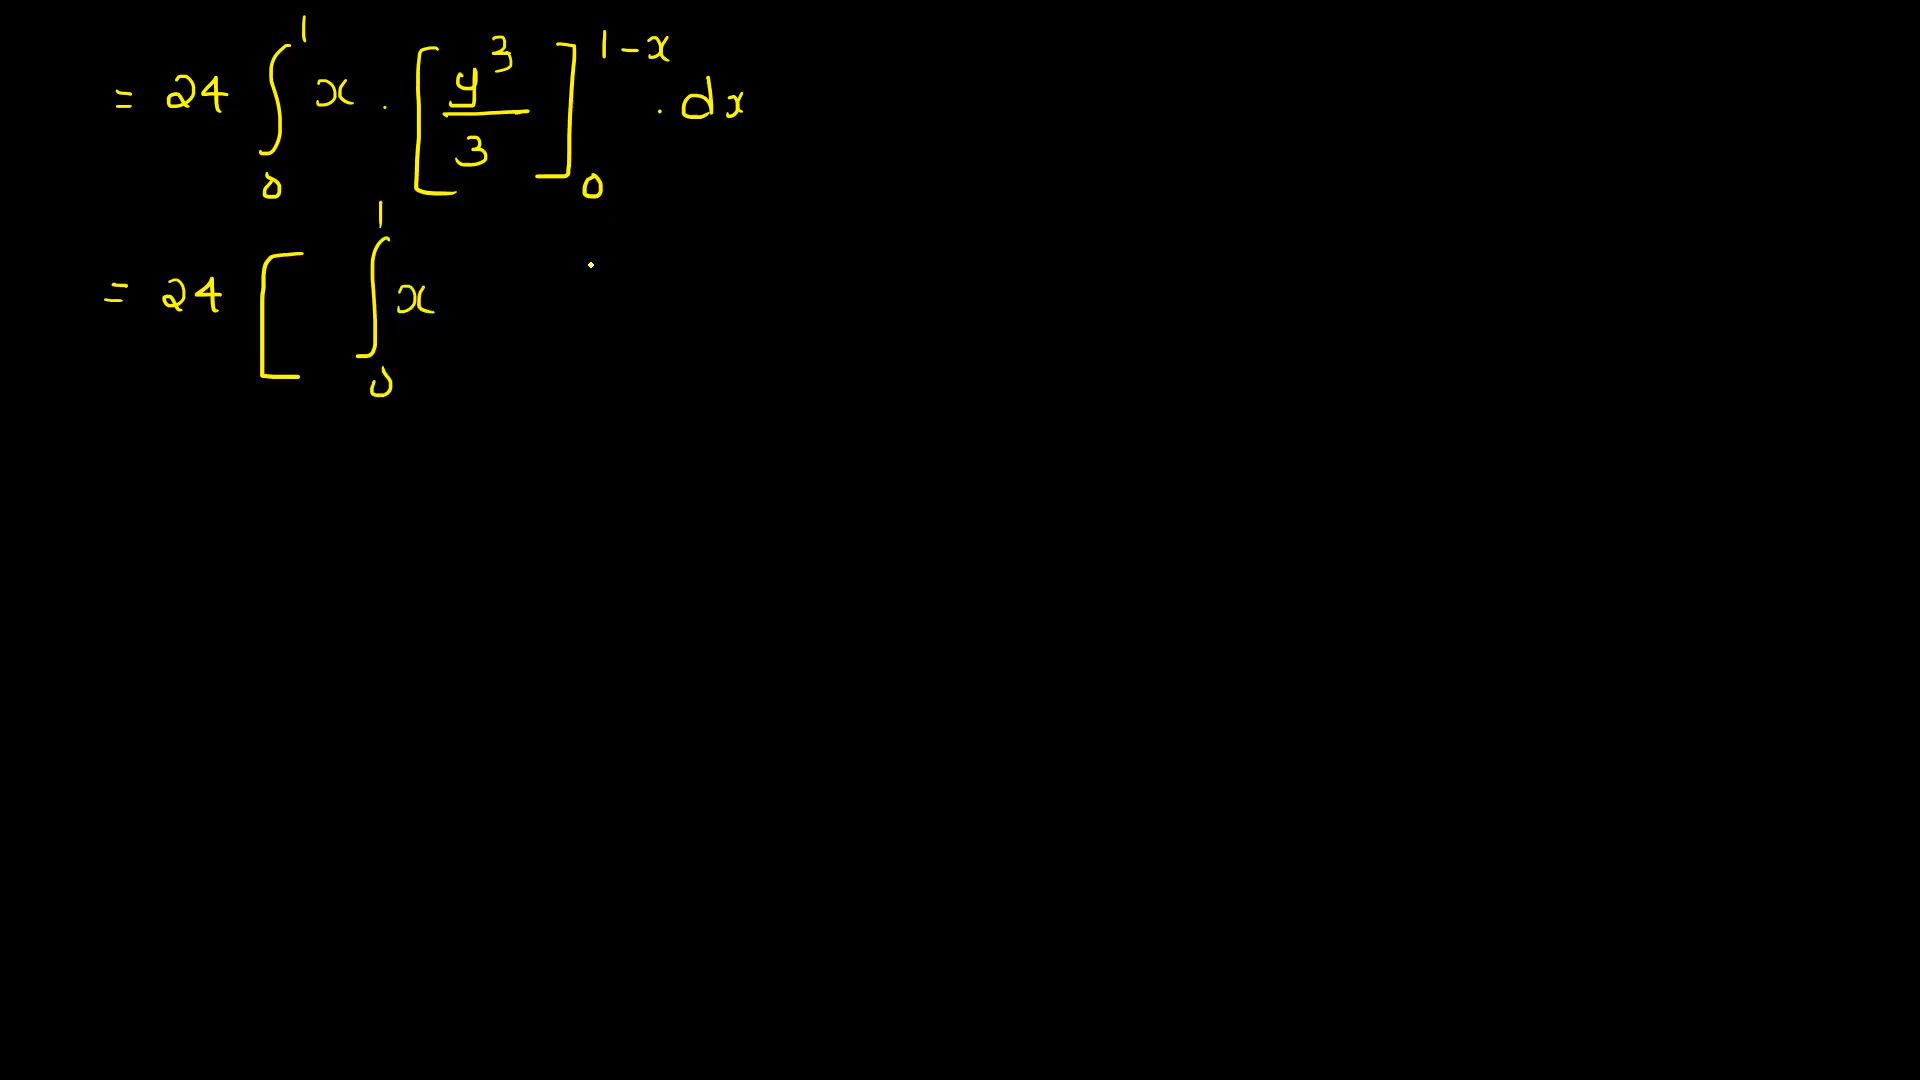 = 24 ∫₀¹ x · [y³/3]₀^{1-x} · dx
= 24 [ ∫₀¹ x